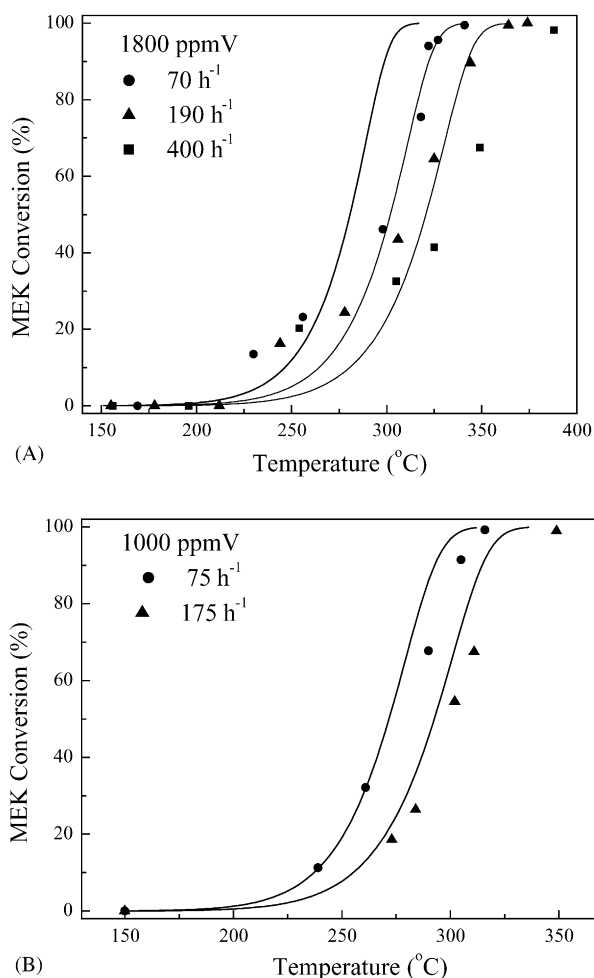 100
80
60
40
20
0
MEK Conversion (%)
1800 ppmV
70 h⁻¹
190 h⁻¹
400 h⁻¹
150 200 250 300 350 400
(A)
Temperature (°C)
100
80
60
40
20
0
MEK Conversion (%)
1000 ppmV
75 h⁻¹
175 h⁻¹
150 200 250 300 350
(B)
Temperature (°C)